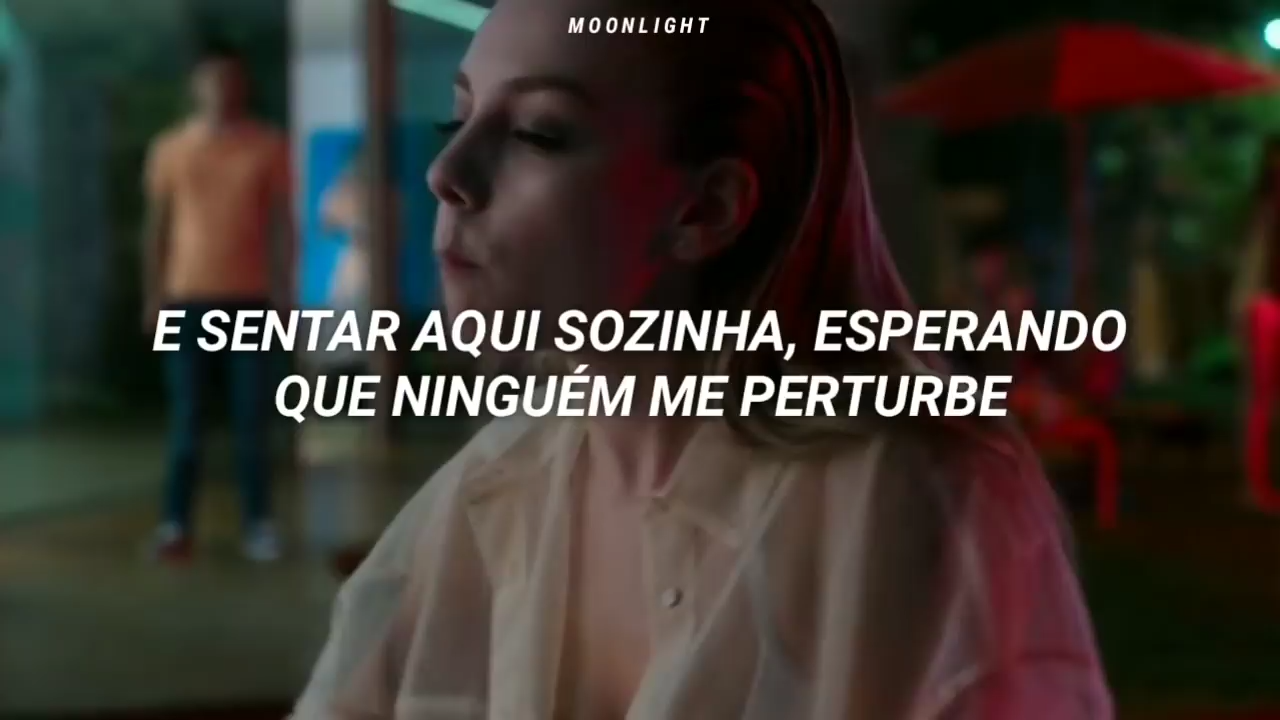 MOONLIGHT
E SENTAR AQUI SOZINHA, ESPERANDO
QUE NINGUÉM ME PERTURBE